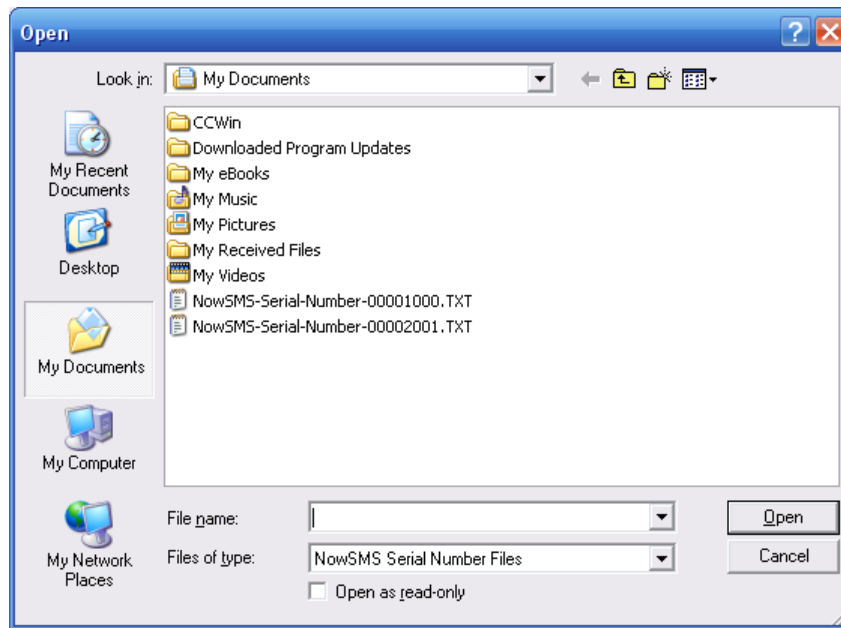 Open
Look in:
My Documents
My Recent
Documents
Desktop
My Documents
My Computer
My Network
Places
CCWin
Downloaded Program Updates
My eBooks
My Music
My Pictures
My Received Files
My Videos
NowSMS-Serial-Number-00001000.TXT
NowSMS-Serial-Number-00002001.TXT
File name:
Open
Files of type:
NowSMS Serial Number Files
Cancel
Open as read-only